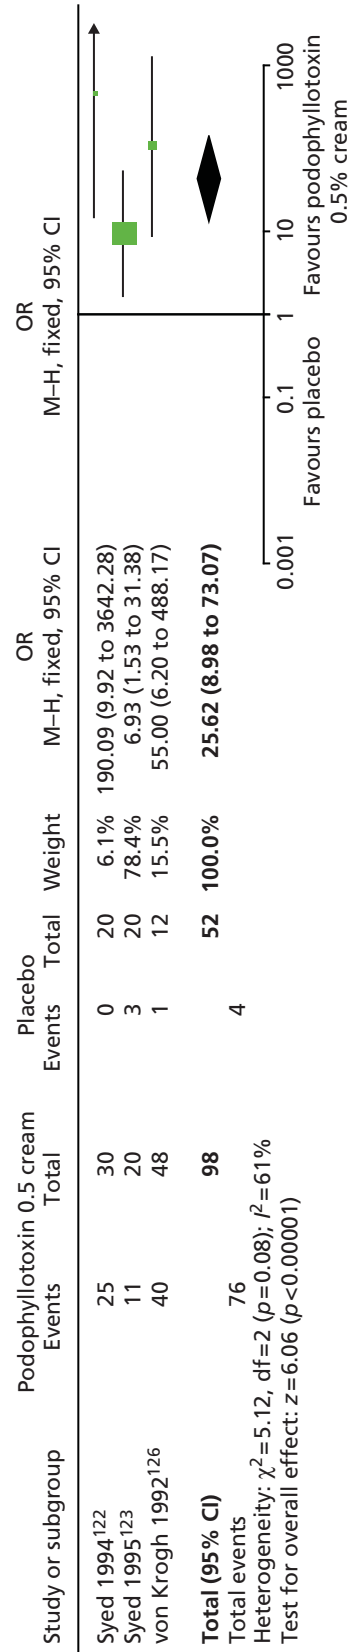 Podophyllotoxin 0.5 cream Placebo OR OR
Study or subgroup Events Total Events Total Weight M–H, fixed, 95% CI M–H, fixed, 95% CI
Syed 1994¹²² 25 30 0 20 6.1% 190.09 (9.92 to 3642.28)
Syed 1995¹²³ 11 20 3 20 78.4% 6.93 (1.53 to 31.38)
von Krogh 1992¹²⁶ 40 48 1 12 15.5% 55.00 (6.20 to 488.17)
Total (95% CI) 98 52 100.0% 25.62 (8.98 to 73.07)
Total events 76 4
Heterogeneity: χ²=5.12, df=2 (p=0.08); I²=61%
Test for overall effect: z=6.06 (p<0.00001)
0.001 0.1 1 10 1000
Favours placebo Favours podophyllotoxin
0.5% cream